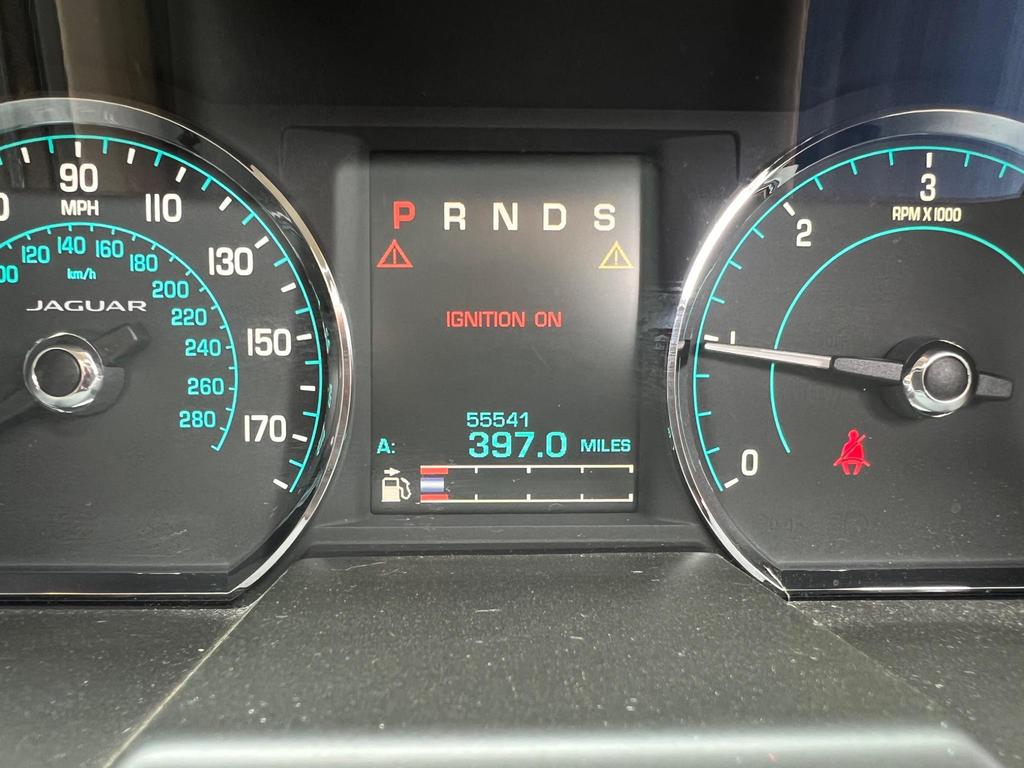 90
MPH
110
130
150
170
120 140 160 180 200 220 240 260 280
km/h
JAGUAR
P R N D S
IGNITION ON
55541
A: 397.0 MILES
3
RPM X 1000
2
1
0